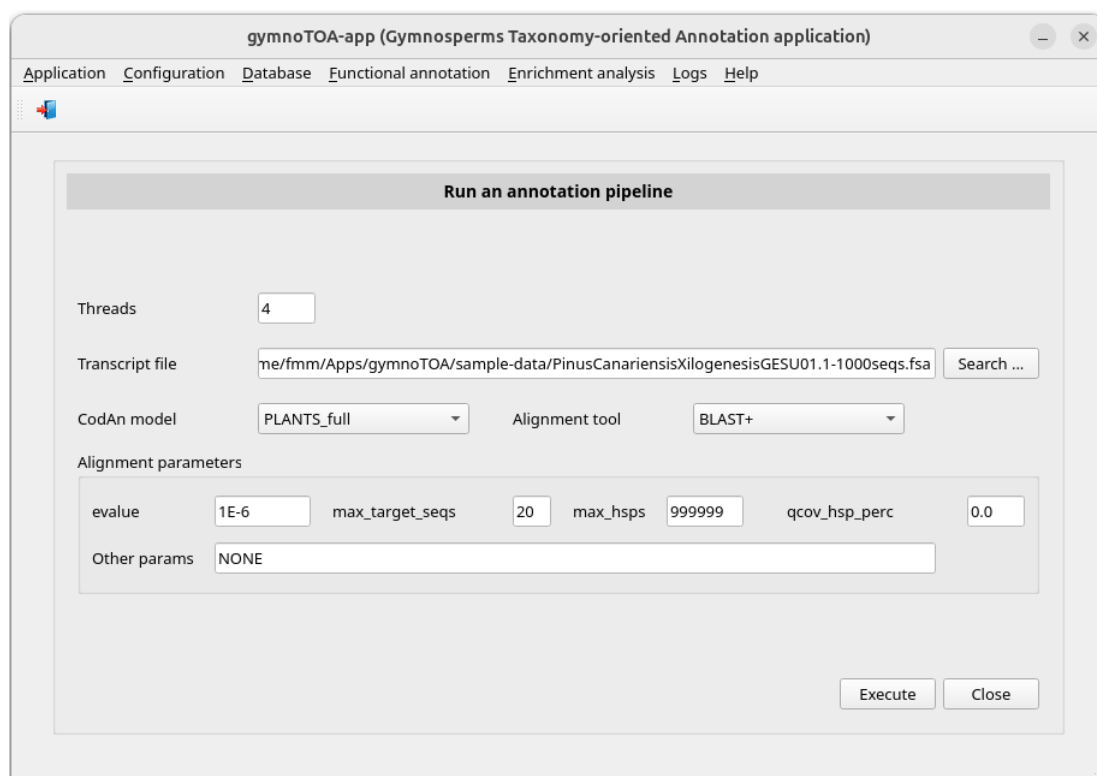 gymnoTOA-app (Gymnosperms Taxonomy-oriented Annotation application)
Application Configuration Database Functional annotation Enrichment analysis Logs Help
Run an annotation pipeline
Threads 4
Transcript file me/fmm/Apps/gymnoTOA/sample-data/PinusCanariensisXilogenesisGESU01.1-1000seqs.fsa Search ...
CodAn model PLANTS_full Alignment tool BLAST+
Alignment parameters
evalue 1E-6 max_target_seqs 20 max_hsps 999999 qcov_hsp_perc 0.0
Other params NONE
Execute Close